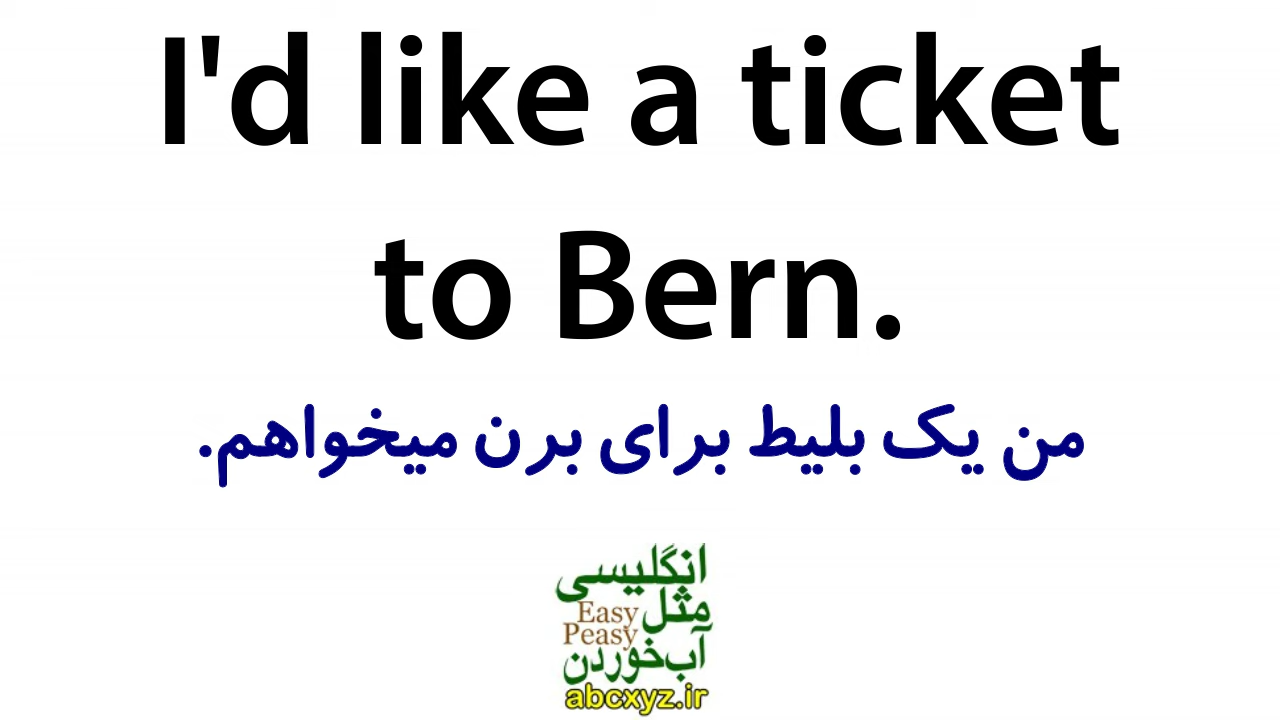 I'd like a ticket
to Bern.
من یک بلیط برای برن میخواهم.
انگلیسی
مثل
Easy
Peasy
آب خوردن
abcxyz.ir